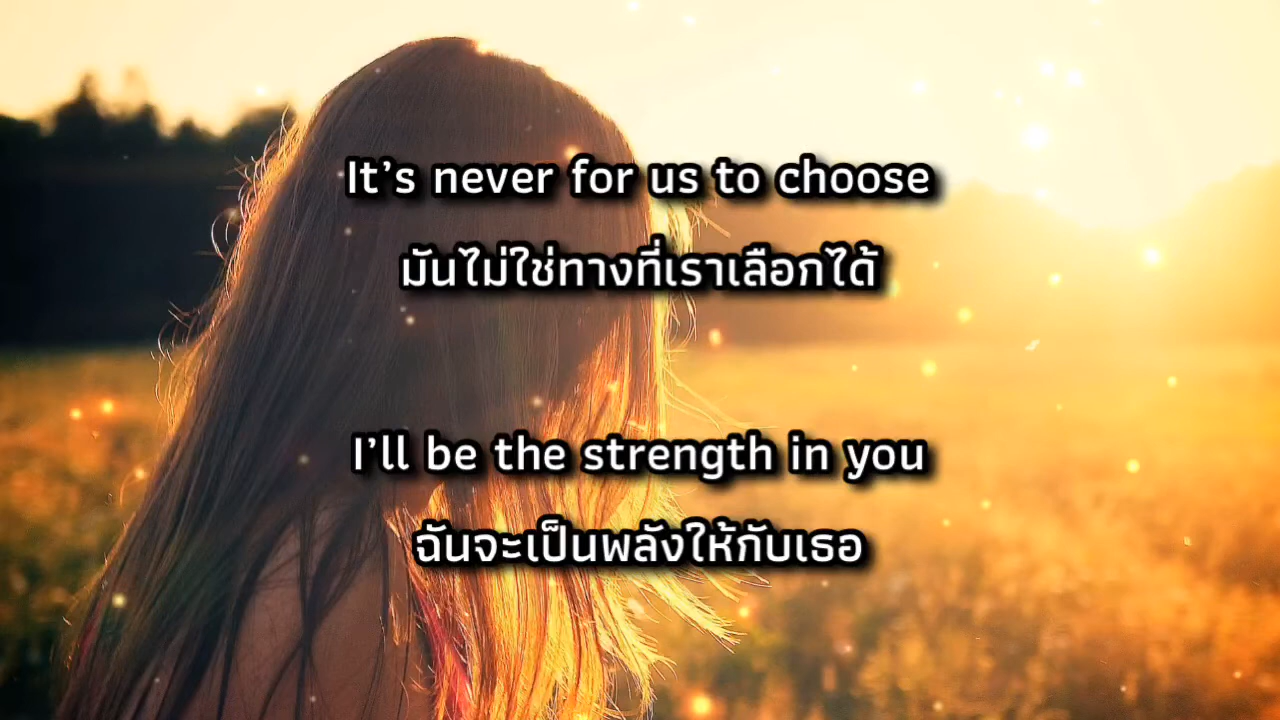 It’s never for us to choose
มันไม่ใช่ทางที่เราเลือกได้
I’ll be the strength in you
ฉันจะเป็นพลังให้กับเธอ